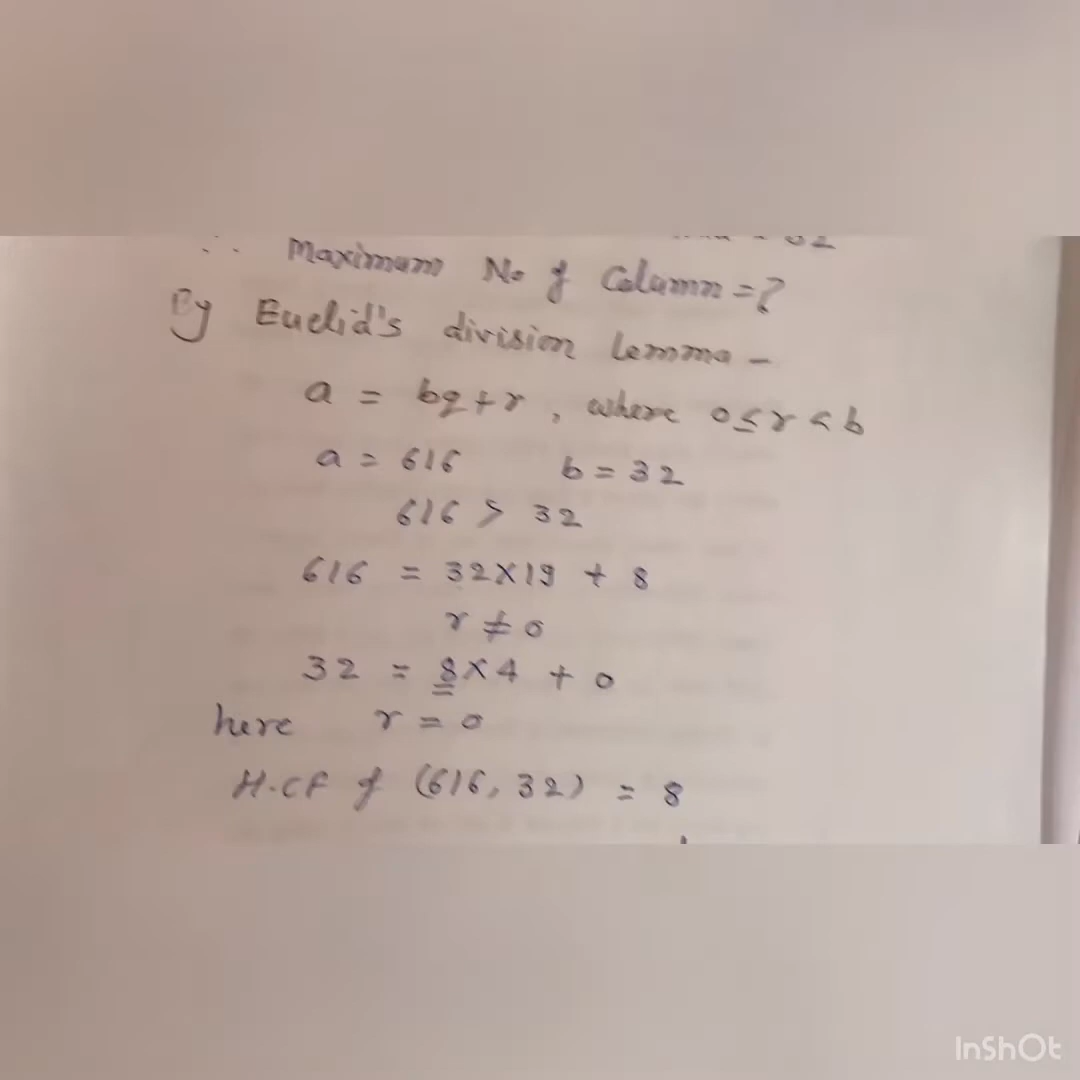 ∴ Maximum No of Column = ?
By Euclid's division lemma –
a = bq + r , where 0 ≤ r < b
a = 616 b = 32
616 > 32
616 = 32×19 + 8
r ≠ 0
32 = 8×4 + 0
here r = 0
H.CF of (616, 32) = 8
InShOt